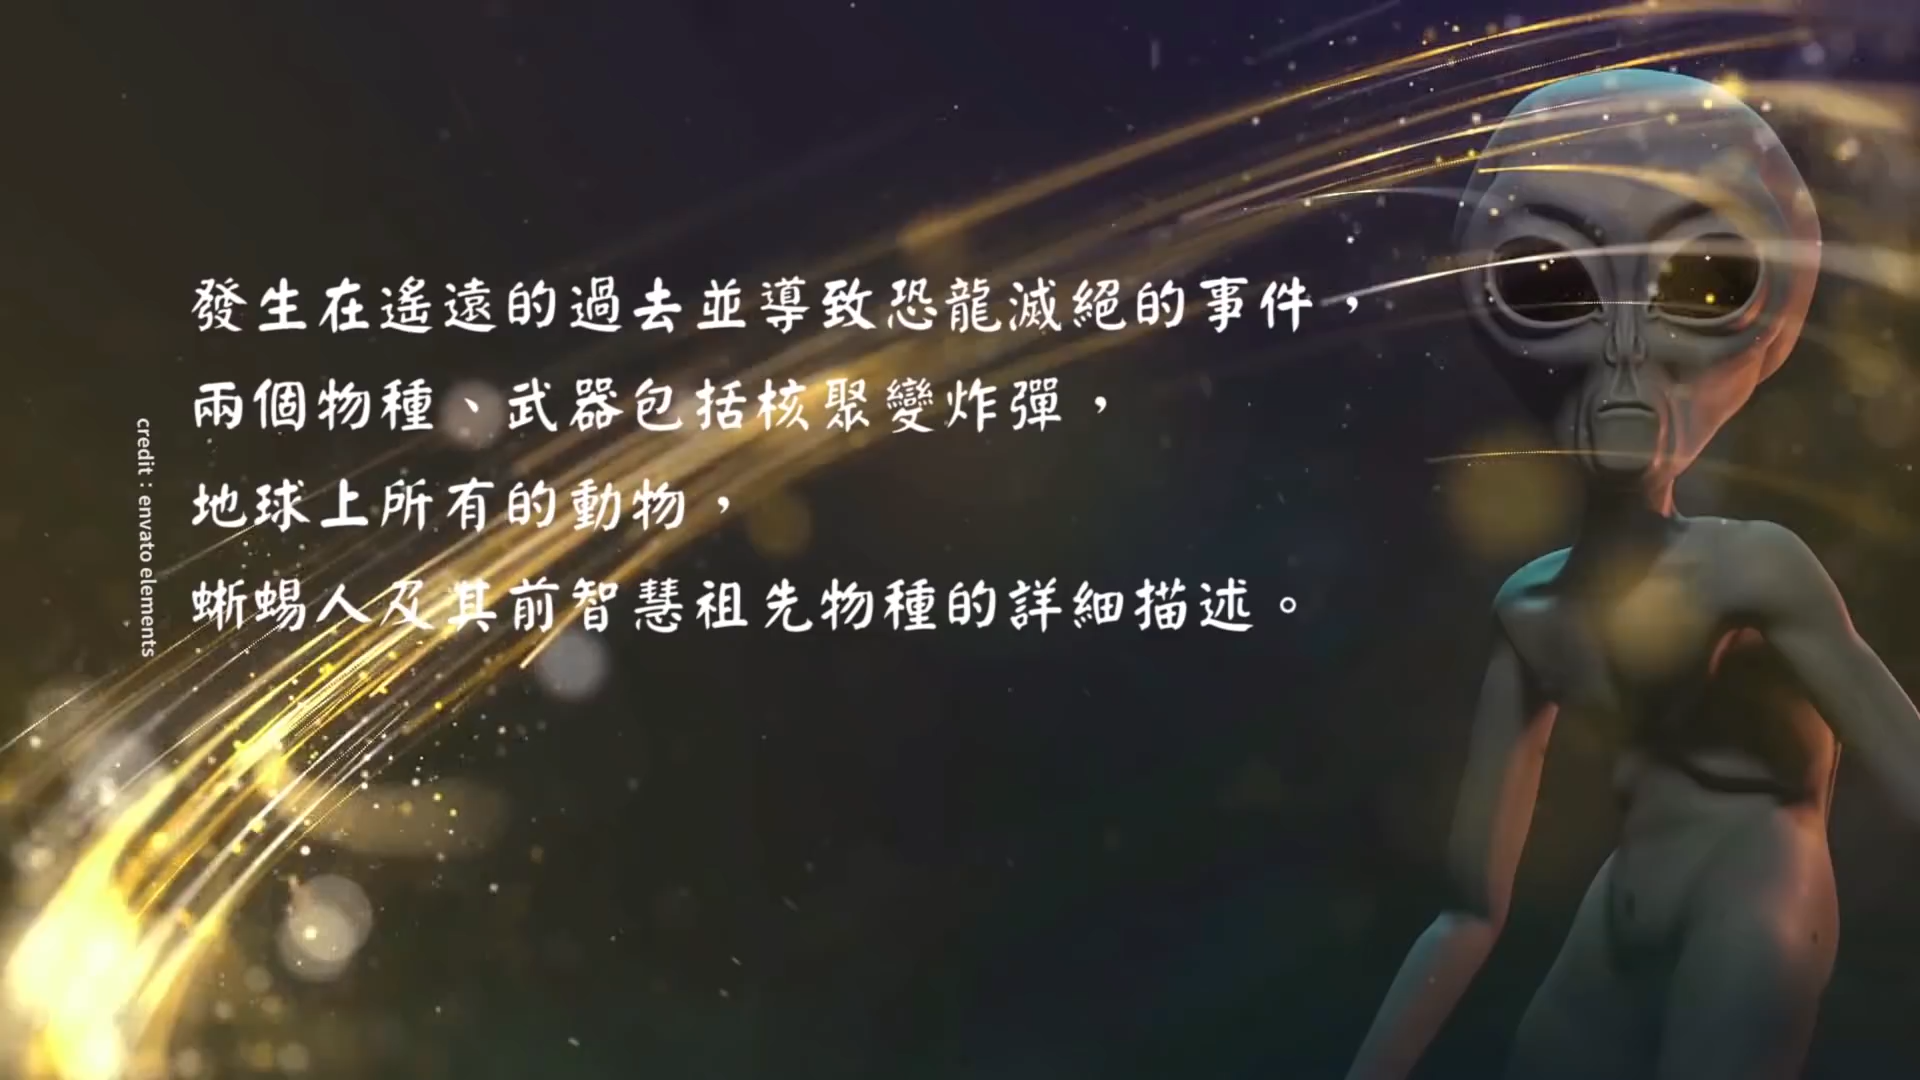 發生在遙遠的過去並導致恐龍滅絕的事件，
兩個物種、武器包括核聚變炸彈，
地球上所有的動物，
蜥蜴人及其前智慧祖先物種的詳細描述。
credit：envato elements